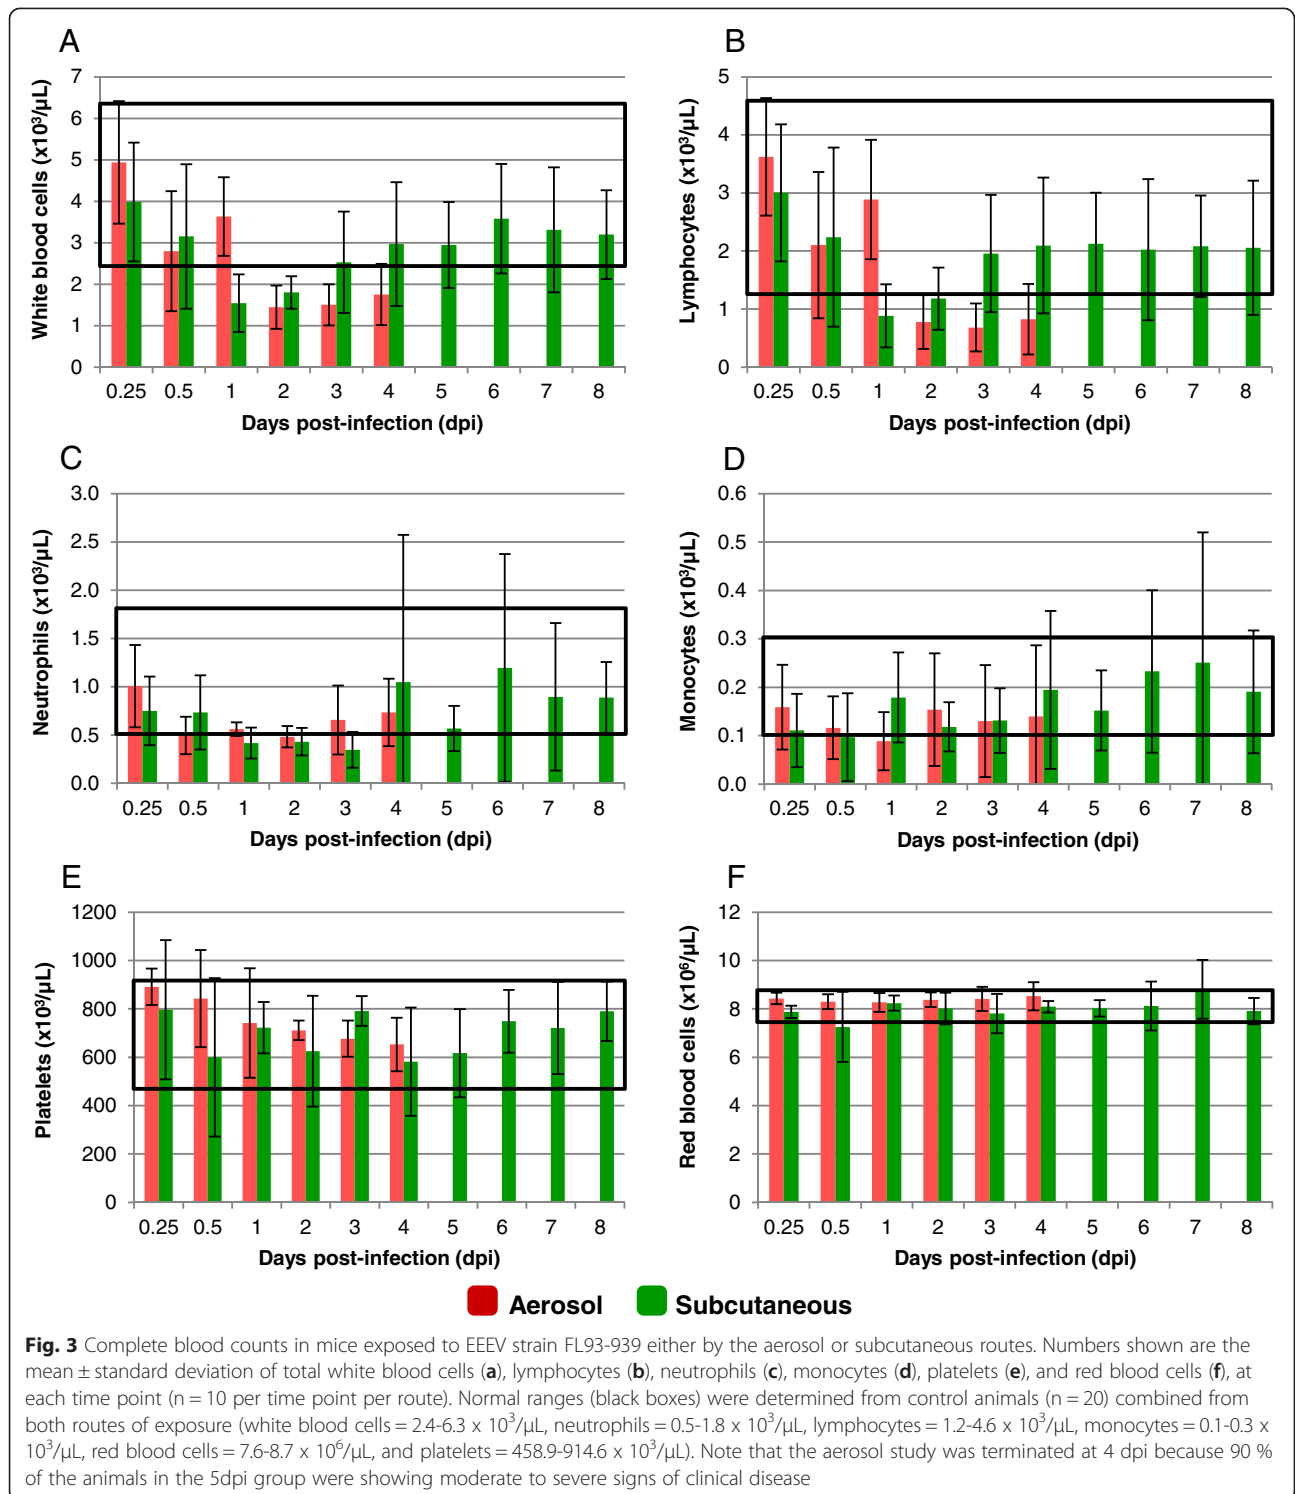 A
White blood cells (x10³/µL)
7
6
5
4
3
2
1
0
0.25 0.5 1 2 3 4 5 6 7 8
Days post-infection (dpi)
B
Lymphocytes (x10³/µL)
5
4
3
2
1
0
0.25 0.5 1 2 3 4 5 6 7 8
Days post-infection (dpi)
C
Neutrophils (x10³/µL)
3.0
2.5
2.0
1.5
1.0
0.5
0.0
0.25 0.5 1 2 3 4 5 6 7 8
Days post-infection (dpi)
D
Monocytes (x10³/µL)
0.6
0.5
0.4
0.3
0.2
0.1
0.0
0.25 0.5 1 2 3 4 5 6 7 8
Days post-infection (dpi)
E
Platelets (x10³/µL)
1200
1000
800
600
400
200
0
0.25 0.5 1 2 3 4 5 6 7 8
Days post-infection (dpi)
F
Red blood cells (x10⁶/µL)
12
10
8
6
4
2
0
0.25 0.5 1 2 3 4 5 6 7 8
Days post-infection (dpi)
Aerosol Subcutaneous
Fig. 3 Complete blood counts in mice exposed to EEEV strain FL93-939 either by the aerosol or subcutaneous routes. Numbers shown are the
mean ± standard deviation of total white blood cells (a), lymphocytes (b), neutrophils (c), monocytes (d), platelets (e), and red blood cells (f), at
each time point (n = 10 per time point per route). Normal ranges (black boxes) were determined from control animals (n = 20) combined from
both routes of exposure (white blood cells = 2.4-6.3 x 10³/µL, neutrophils = 0.5-1.8 x 10³/µL, lymphocytes = 1.2-4.6 x 10³/µL, monocytes = 0.1-0.3 x
10³/µL, red blood cells = 7.6-8.7 x 10⁶/µL, and platelets = 458.9-914.6 x 10³/µL). Note that the aerosol study was terminated at 4 dpi because 90 %
of the animals in the 5dpi group were showing moderate to severe signs of clinical disease